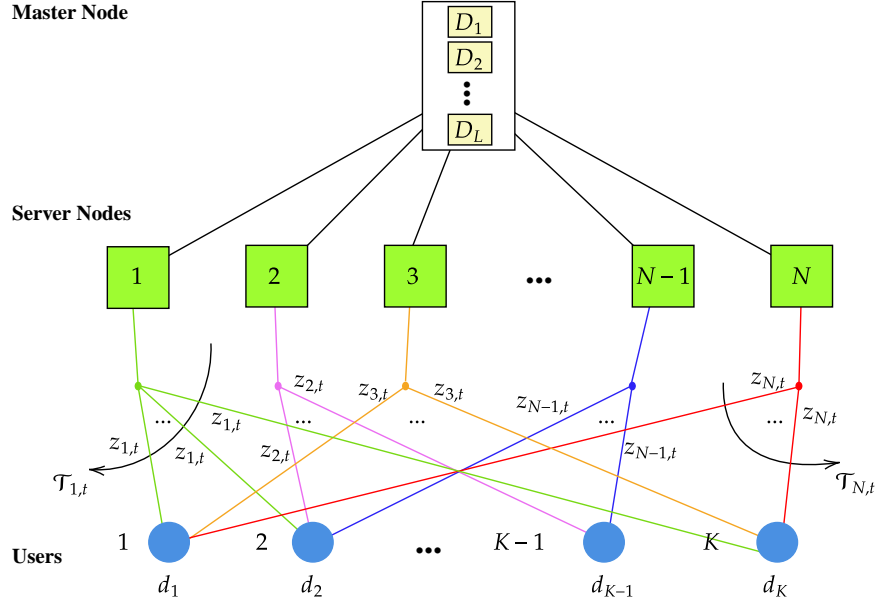 Master Node
D_1
D_2
⋮
D_L
Server Nodes
1 2 3 ... N − 1 N
z_{2,t} z_{3,t} z_{3,t} z_{N−1,t} z_{N,t}
... z_{1,t} ... ... ... ... z_{N,t}
z_{1,t} z_{1,t} z_{2,t} z_{N−1,t}
𝒯_{1,t} 𝒯_{N,t}
1 2 ... K − 1 K
Users
d_1 d_2 d_{K−1} d_K